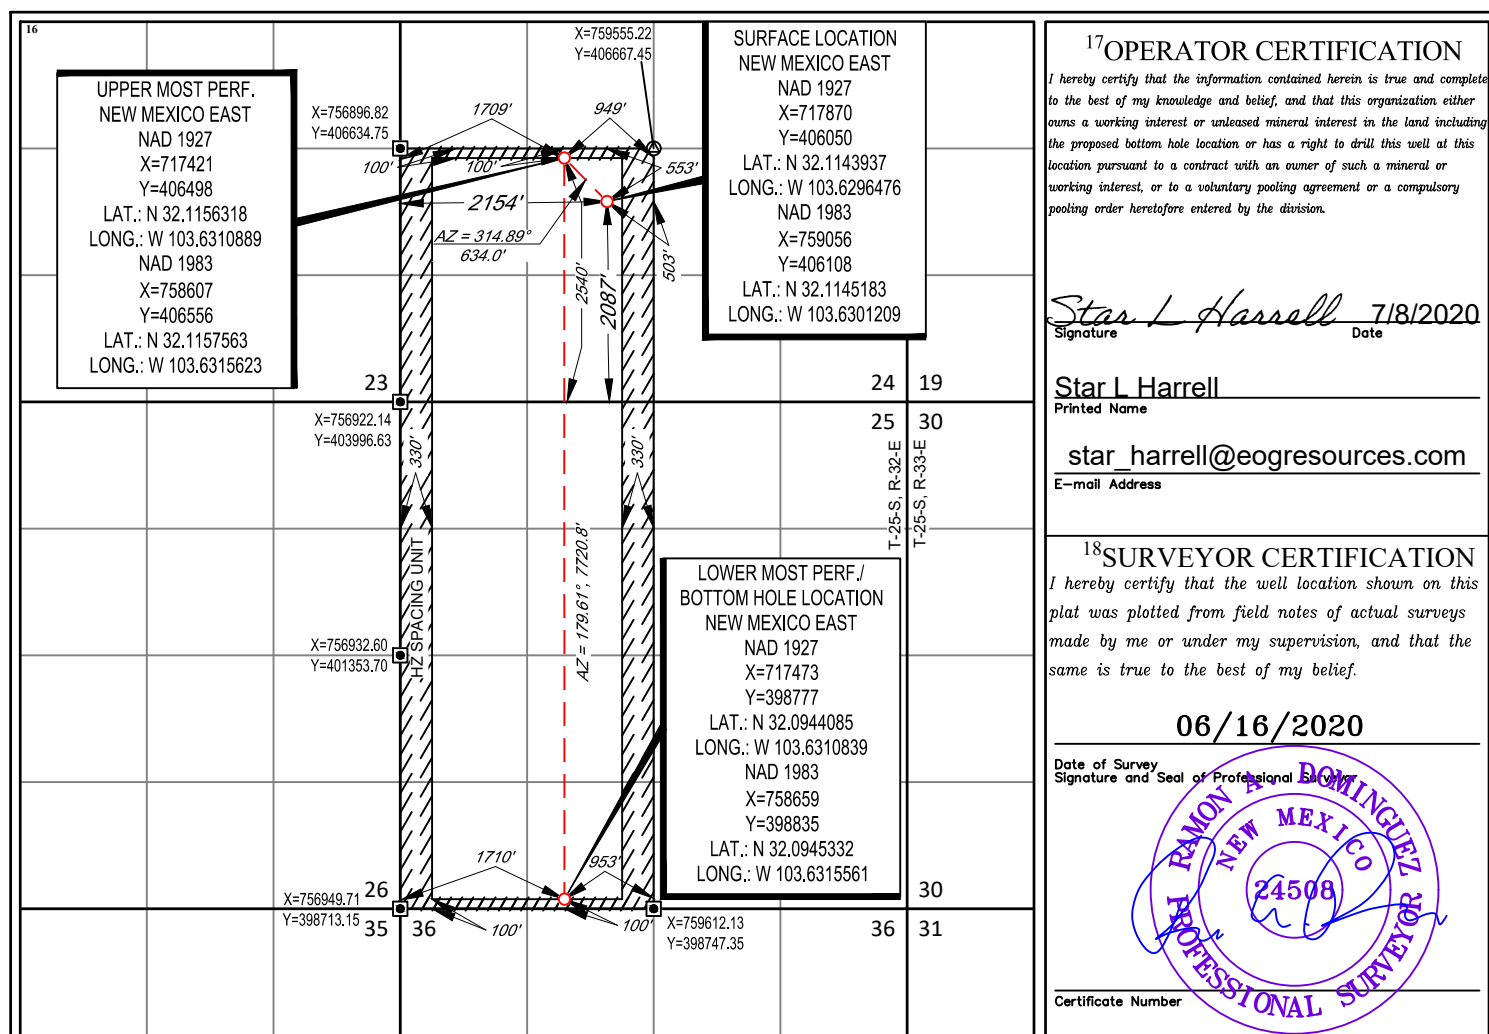 16
X=759555.22
Y=406667.45
SURFACE LOCATION
NEW MEXICO EAST
NAD 1927
X=717870
Y=406050
LAT.: N 32.1143937
LONG.: W 103.6296476
NAD 1983
X=759056
Y=406108
LAT.: N 32.1145183
LONG.: W 103.6301209
UPPER MOST PERF.
NEW MEXICO EAST
NAD 1927
X=717421
Y=406498
LAT.: N 32.1156318
LONG.: W 103.6310889
NAD 1983
X=758607
Y=406556
LAT.: N 32.1157563
LONG.: W 103.6315623
X=756896.82
Y=406634.75
1709'
949'
100'
100'
553'
2154'
AZ = 314.89°
634.0'
2540'
2087'
503'
23
24
19
X=756922.14
Y=403996.63
25
30
330'
330'
T-25-S, R-32-E
T-25-S, R-33-E
HZ SPACING UNIT
AZ = 179.61°, 7720.8'
X=756932.60
Y=401353.70
LOWER MOST PERF./
BOTTOM HOLE LOCATION
NEW MEXICO EAST
NAD 1927
X=717473
Y=398777
LAT.: N 32.0944085
LONG.: W 103.6310839
NAD 1983
X=758659
Y=398835
LAT.: N 32.0945332
LONG.: W 103.6315561
1710'
953'
X=756949.71
Y=398713.15
26
35
36
100'
100'
X=759612.13
Y=398747.35
30
36
31
17OPERATOR CERTIFICATION
I hereby certify that the information contained herein is true and complete
to the best of my knowledge and belief, and that this organization either
owns a working interest or unleased mineral interest in the land including
the proposed bottom hole location or has a right to drill this well at this
location pursuant to a contract with an owner of such a mineral or
working interest, or to a voluntary pooling agreement or a compulsory
pooling order heretofore entered by the division.
Star L Harrell 7/8/2020
Signature Date
Star L Harrell
Printed Name
star_harrell@eogresources.com
E-mail Address
18SURVEYOR CERTIFICATION
I hereby certify that the well location shown on this
plat was plotted from field notes of actual surveys
made by me or under my supervision, and that the
same is true to the best of my belief.
06/16/2020
Date of Survey
Signature and Seal of Professional Surveyor
RAMON A. DOMINGUEZ
NEW MEXICO
24508
PROFESSIONAL SURVEYOR
Certificate Number